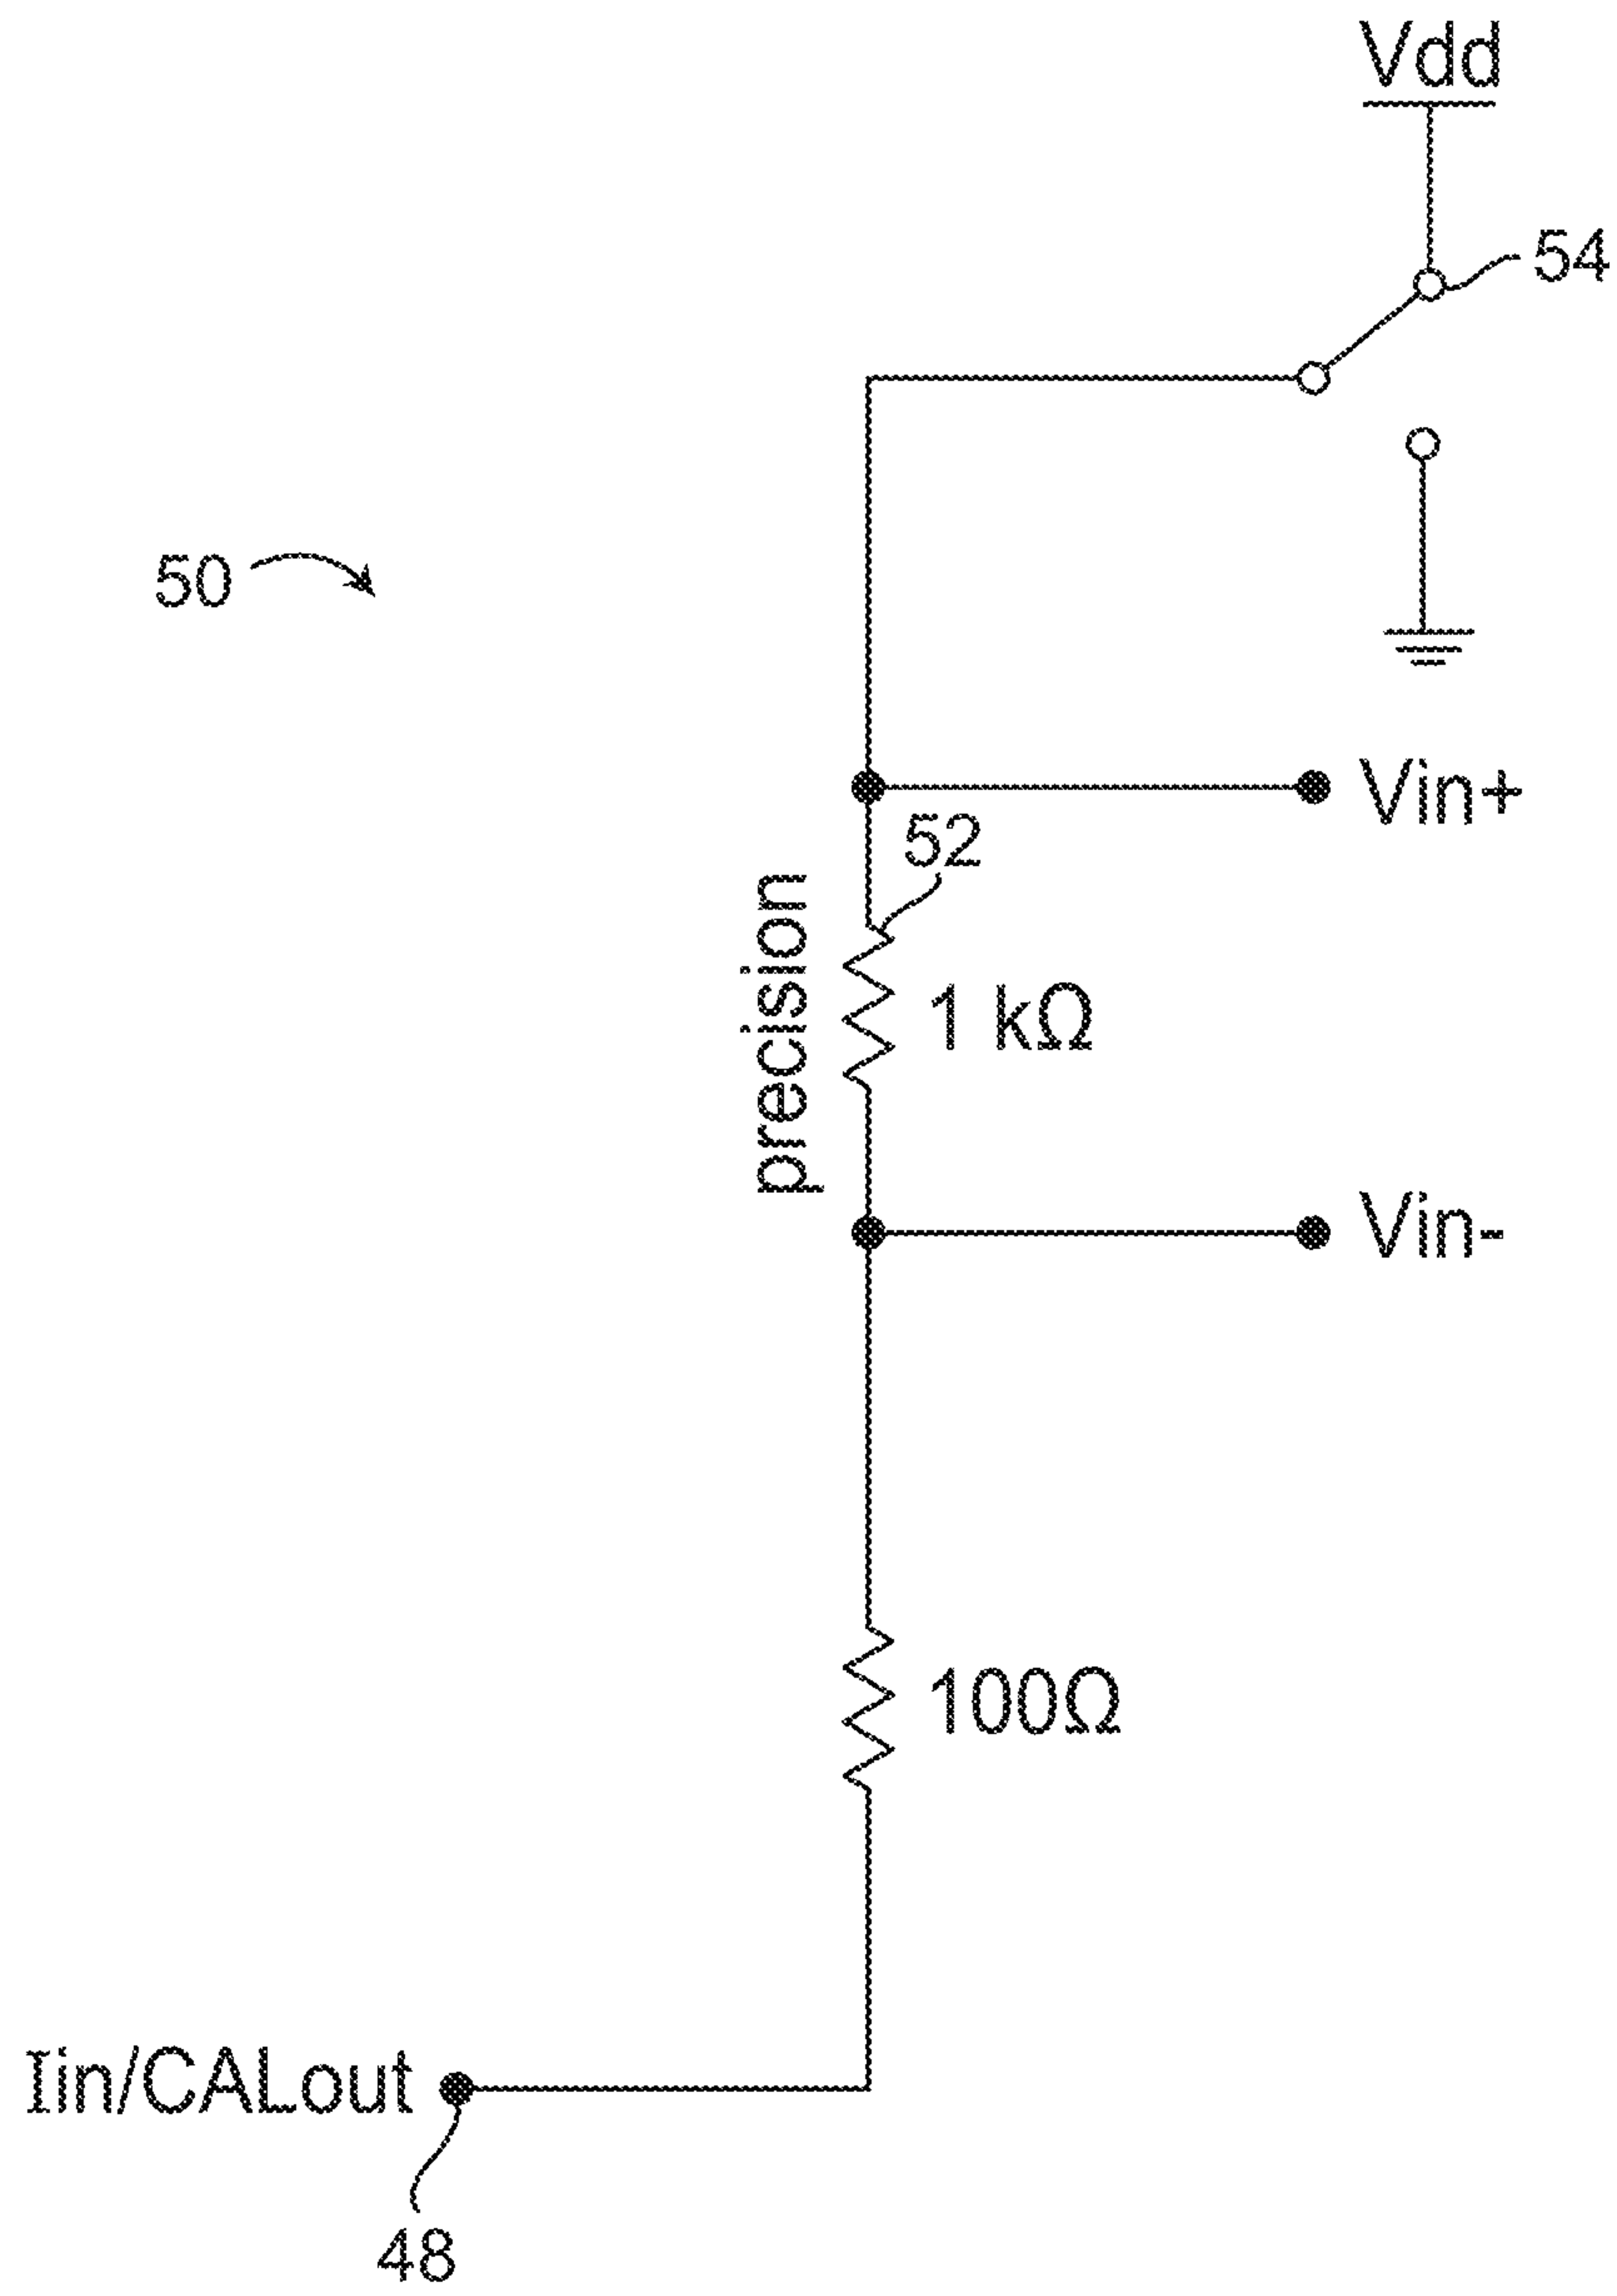 Vdd
54
50
Vin+
52
precision
1 kΩ
Vin-
100Ω
Iin/CALout
48